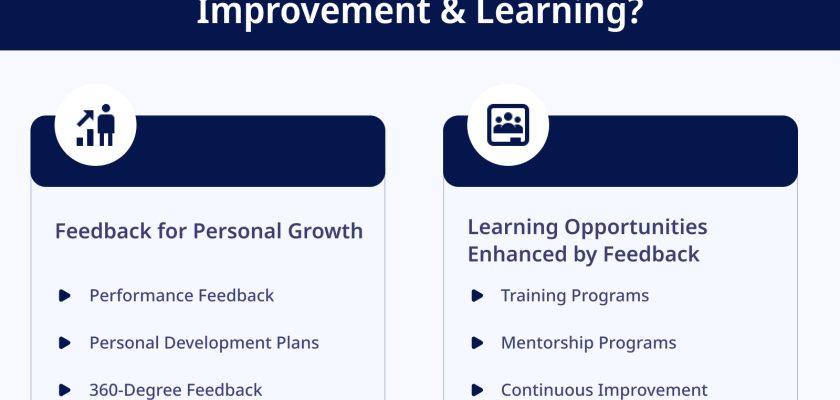 Improvement & Learning?
Feedback for Personal Growth
Performance Feedback
Personal Development Plans
360-Degree Feedback
Learning Opportunities
Enhanced by Feedback
Training Programs
Mentorship Programs
Continuous Improvement